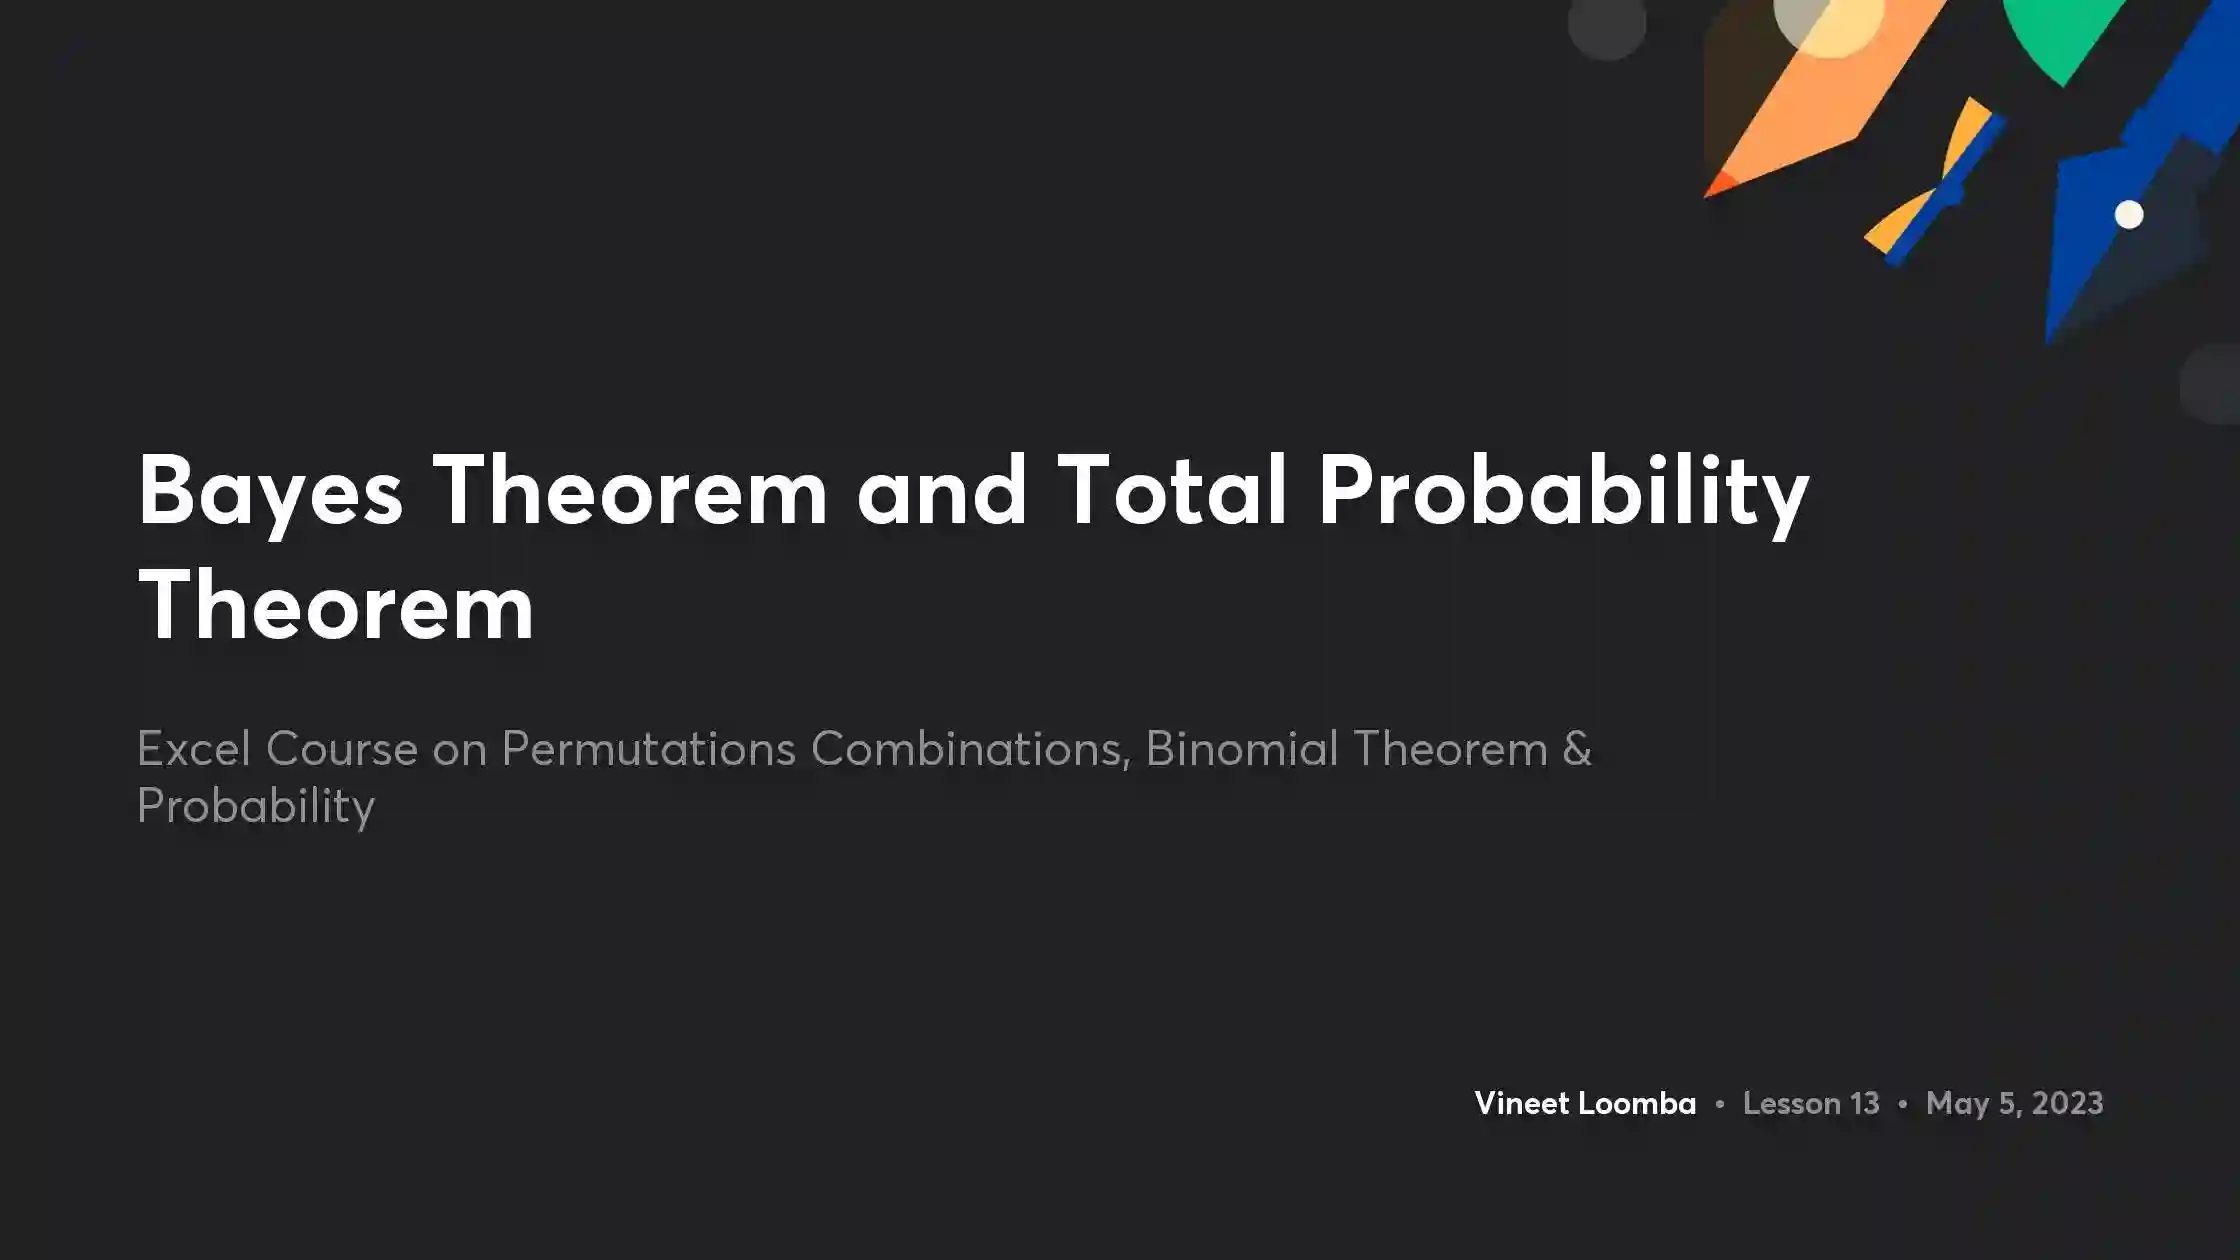 Bayes Theorem and Total Probability
Theorem
Excel Course on Permutations Combinations, Binomial Theorem &
Probability
Vineet Loomba • Lesson 13 • May 5, 2023